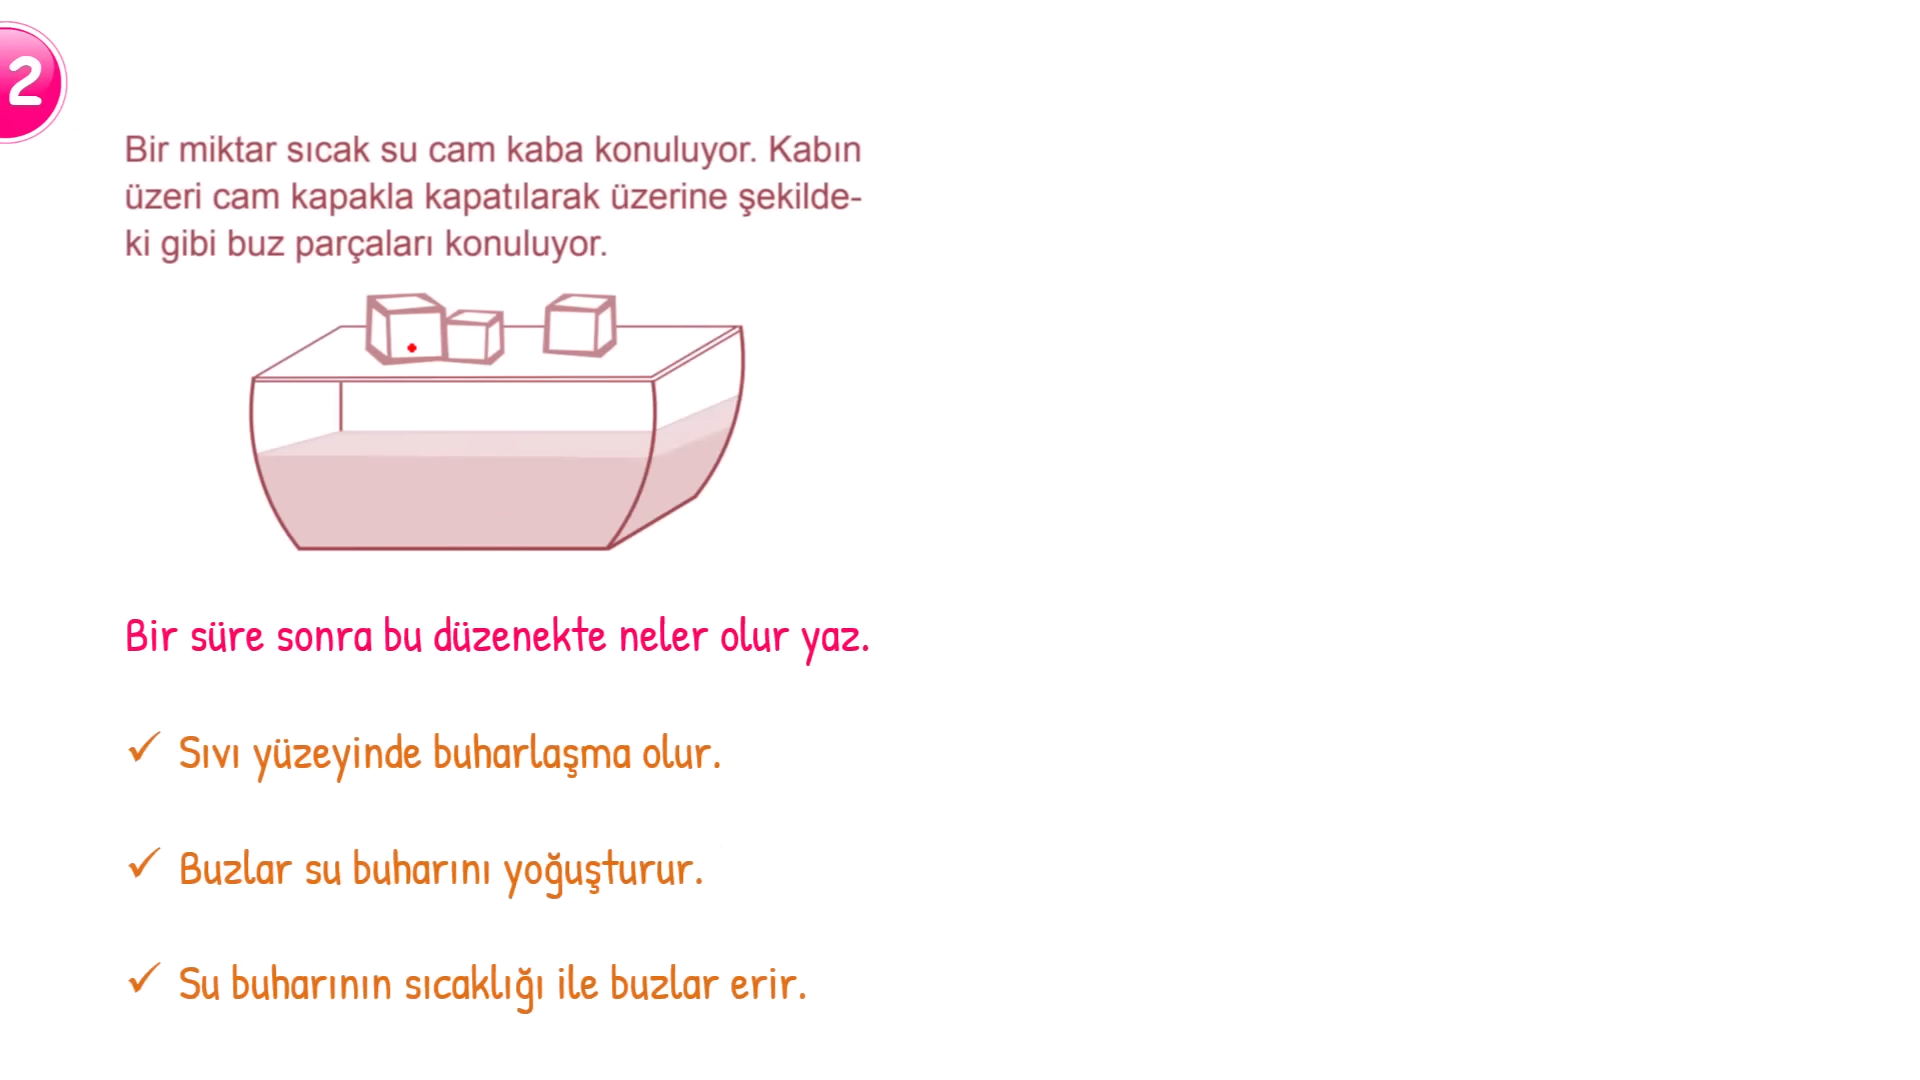 2
Bir miktar sıcak su cam kaba konuluyor. Kabın
üzeri cam kapakla kapatılarak üzerine şekilde-
ki gibi buz parçaları konuluyor.
Bir süre sonra bu düzenekte neler olur yaz.
✓ Sıvı yüzeyinde buharlaşma olur.
✓ Buzlar su buharını yoğuşturur.
✓ Su buharının sıcaklığı ile buzlar erir.